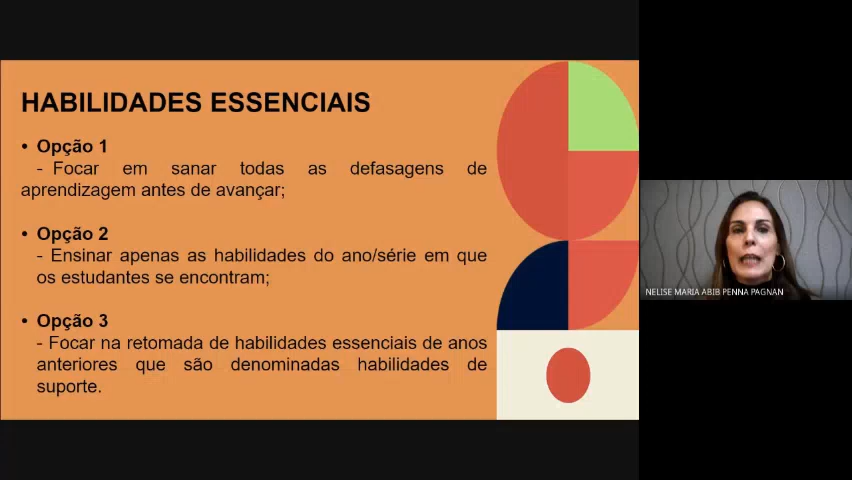 HABILIDADES ESSENCIAIS
• Opção 1
- Focar em sanar todas as defasagens de
aprendizagem antes de avançar;
• Opção 2
- Ensinar apenas as habilidades do ano/série em que
os estudantes se encontram;
• Opção 3
- Focar na retomada de habilidades essenciais de anos
anteriores que são denominadas habilidades de
suporte.
NELISE MARIA ABIB PENNA PAGNAN